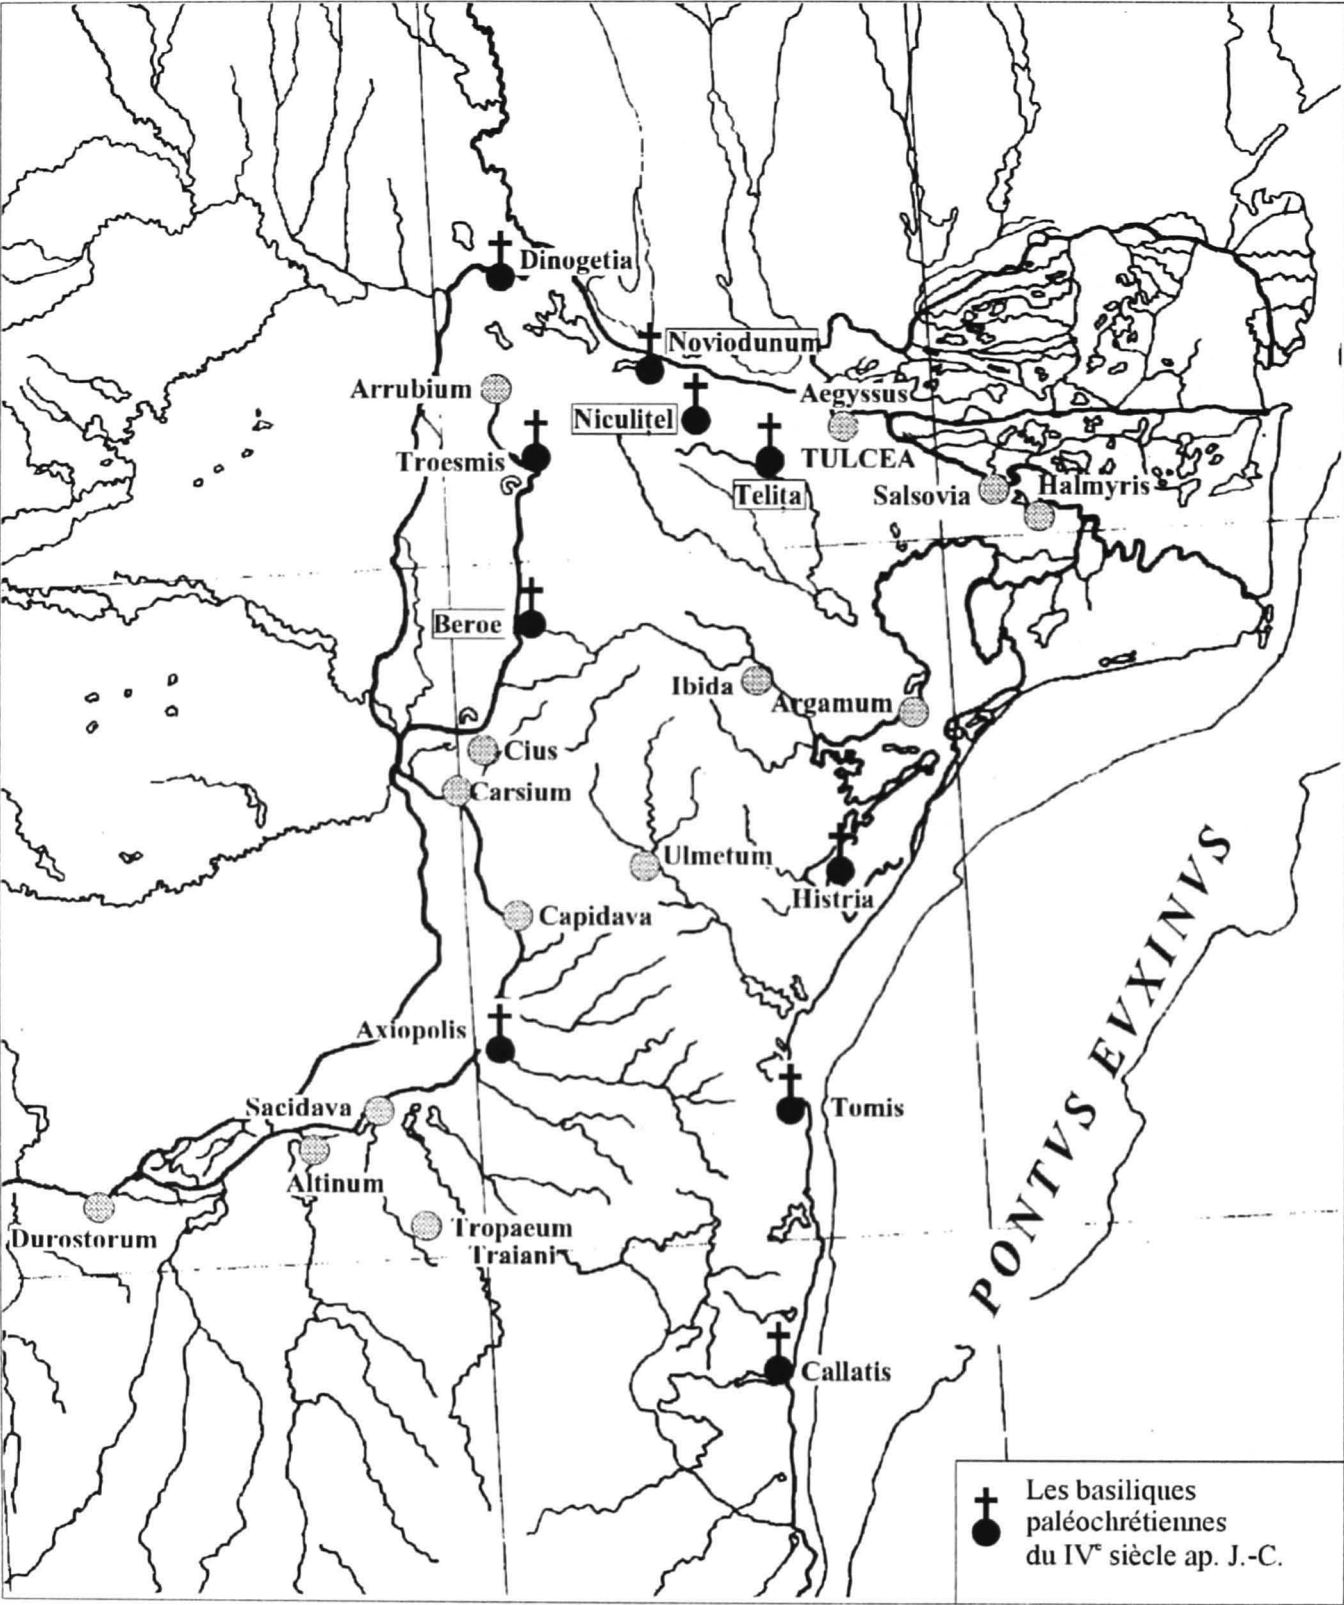 Dinogetia
Noviodunum
Arrubium
Aegyssus
Niculitel
Troesmis
TULCEA
Telița
Salsovia
Halmyris
Beroe
Ibida
Argamum
Cius
Carsium
Ulmetum
Histria
Capidava
PONTVS EVXINVS
Axiopolis
Sacidava
Tomis
Altinum
Durostorum
Tropaeum
Traiani
Callatis
Les basiliques
paléochrétiennes
du IVe siècle ap. J.-C.